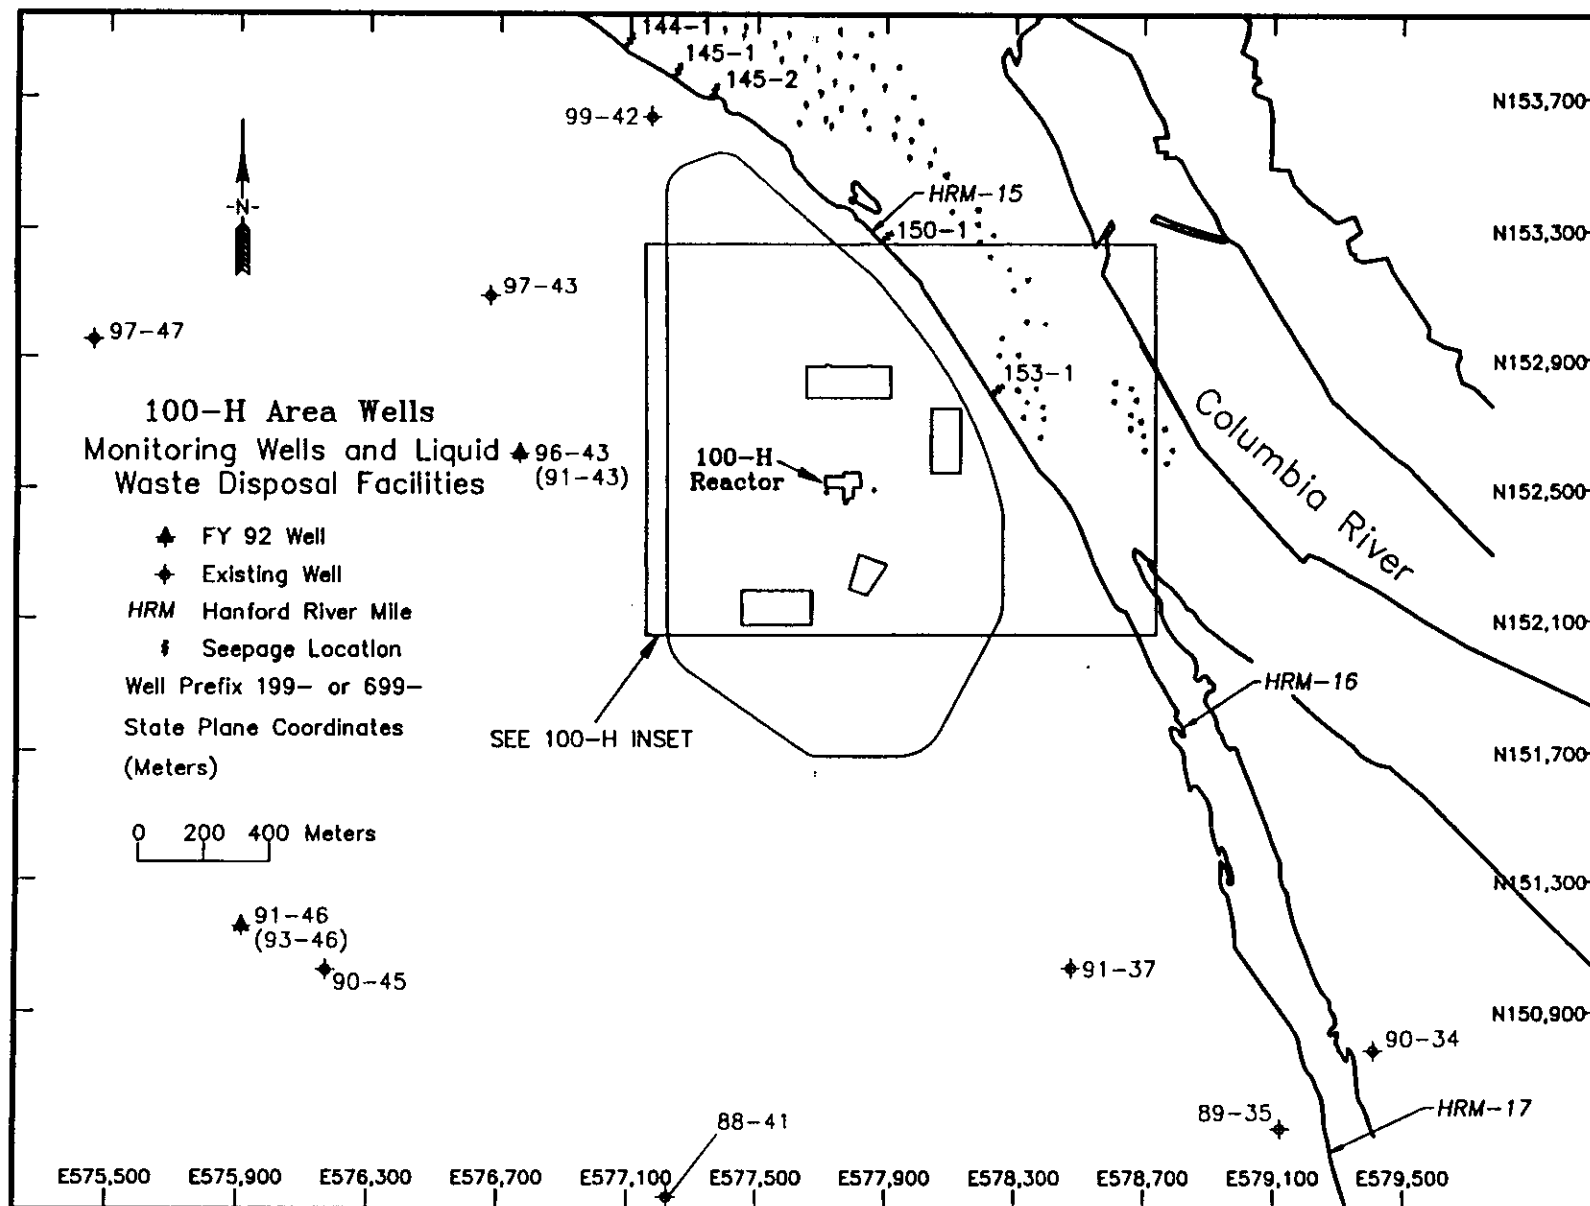 144-1
145-1
145-2
99-42
N153,700
-N-
HRM-15
150-1
N153,300
97-43
97-47
N152,900
153-1
Columbia River
100-H Area Wells
Monitoring Wells and Liquid
Waste Disposal Facilities
96-43
(91-43)
100-H
Reactor
N152,500
FY 92 Well
Existing Well
HRM Hanford River Mile
Seepage Location
Well Prefix 199- or 699-
State Plane Coordinates
(Meters)
N152,100
HRM-16
SEE 100-H INSET
N151,700
0 200 400 Meters
N151,300
91-46
(93-46)
90-45
91-37
N150,900
90-34
89-35
HRM-17
88-41
E575,500 E575,900 E576,300 E576,700 E577,100 E577,500 E577,900 E578,300 E578,700 E579,100 E579,500